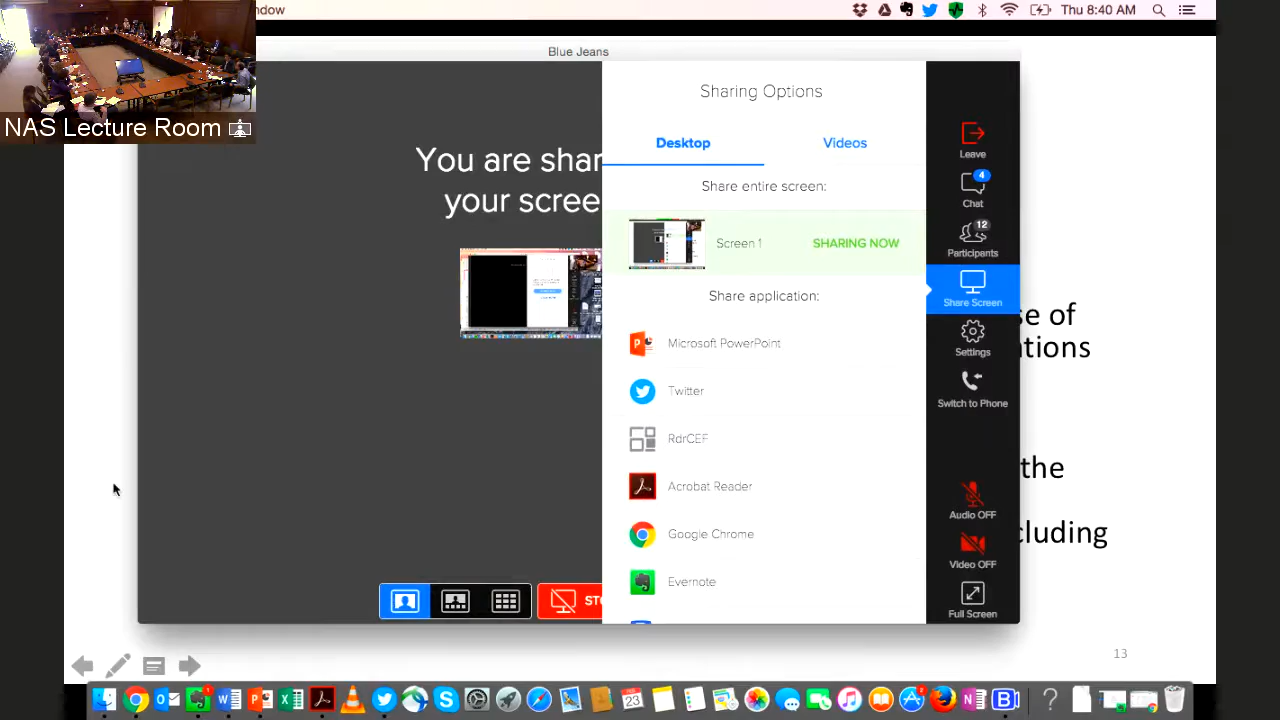 ndow
Thu 8:40 AM
NAS Lecture Room
Blue Jeans
You are shar
your scree
STO
Sharing Options
Desktop
Videos
Share entire screen:
Screen 1
SHARING NOW
Share application:
Microsoft PowerPoint
Twitter
RdrCEF
Acrobat Reader
Google Chrome
Evernote
Leave
4
Chat
12
Participants
Share Screen
Settings
Switch to Phone
Audio OFF
Video OFF
Full Screen
se of
tions
the
cluding
13
23